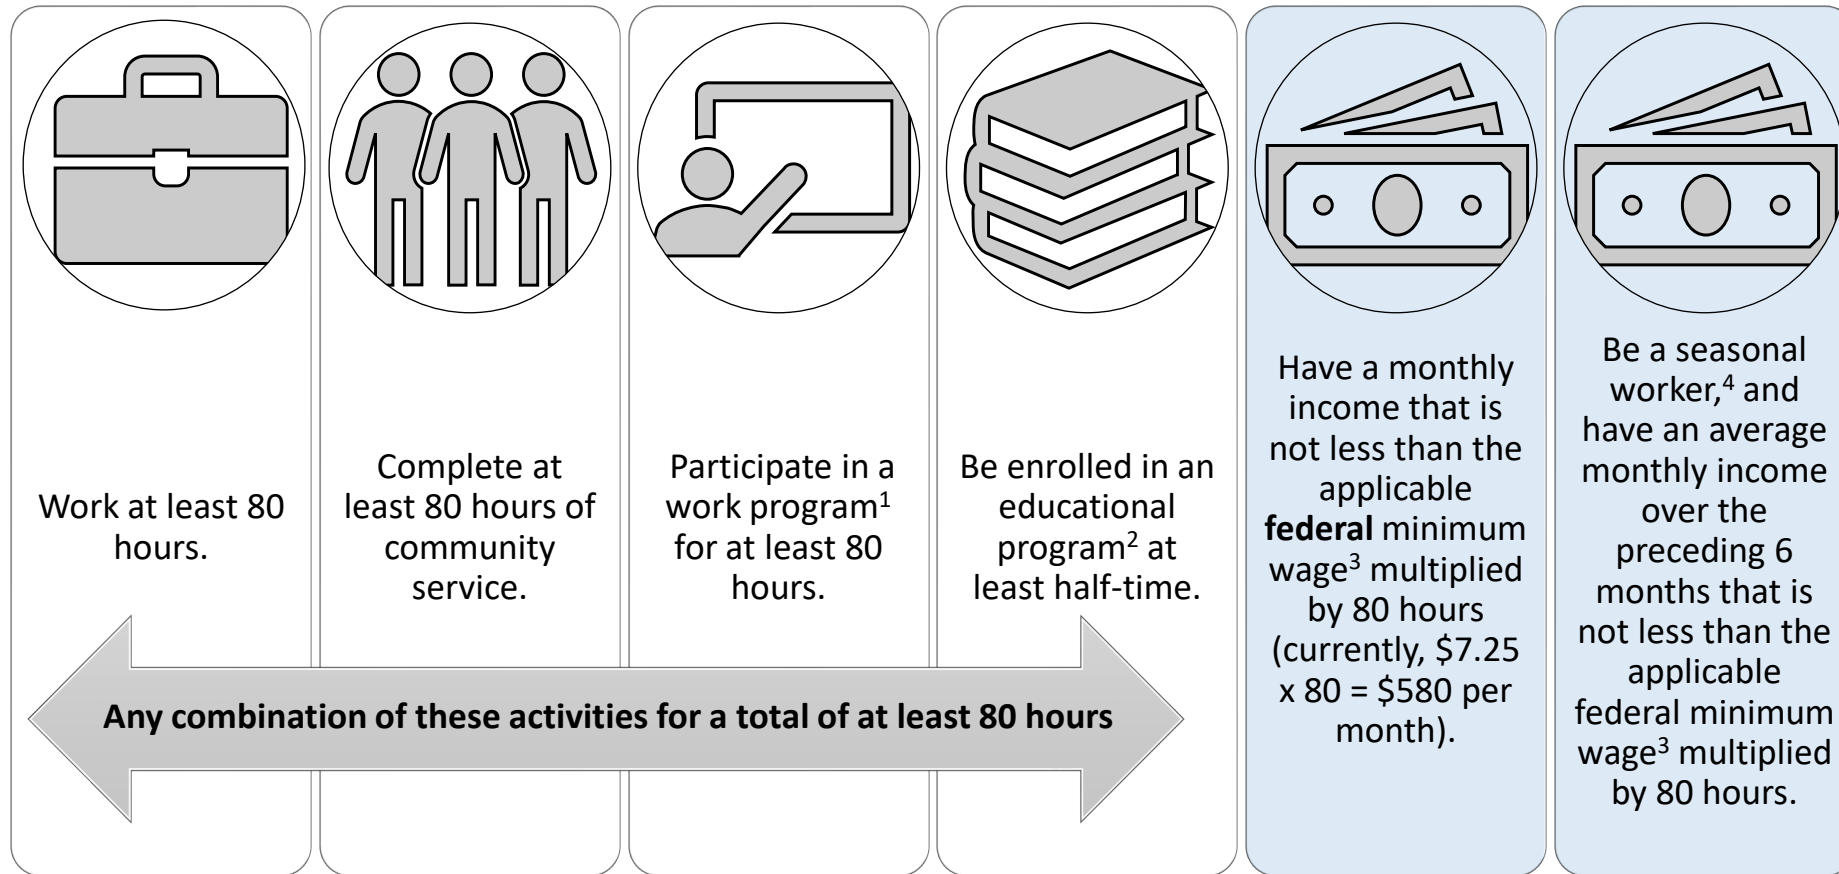 Work at least 80
hours.
Complete at
least 80 hours of
community
service.
Participate in a
work program¹
for at least 80
hours.
Be enrolled in an
educational
program² at
least half-time.
Any combination of these activities for a total of at least 80 hours
Have a monthly
income that is
not less than the
applicable
federal minimum
wage³ multiplied
by 80 hours
(currently, $7.25
x 80 = $580 per
month).
Be a seasonal
worker,⁴ and
have an average
monthly income
over the
preceding 6
months that is
not less than the
applicable
federal minimum
wage³ multiplied
by 80 hours.